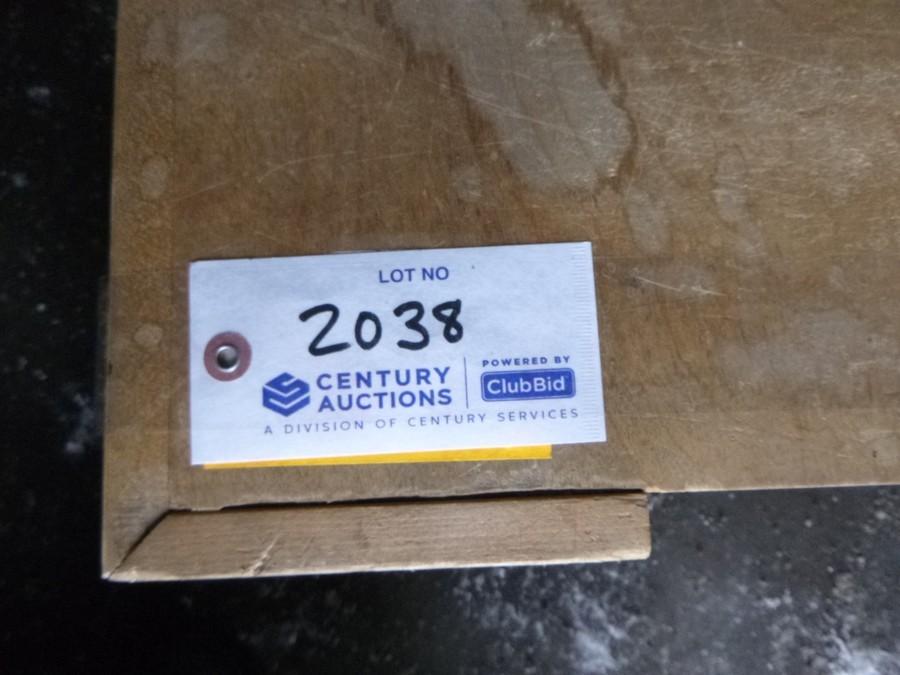 LOT NO
2038
CENTURY
AUCTIONS
POWERED BY
ClubBid
A DIVISION OF CENTURY SERVICES